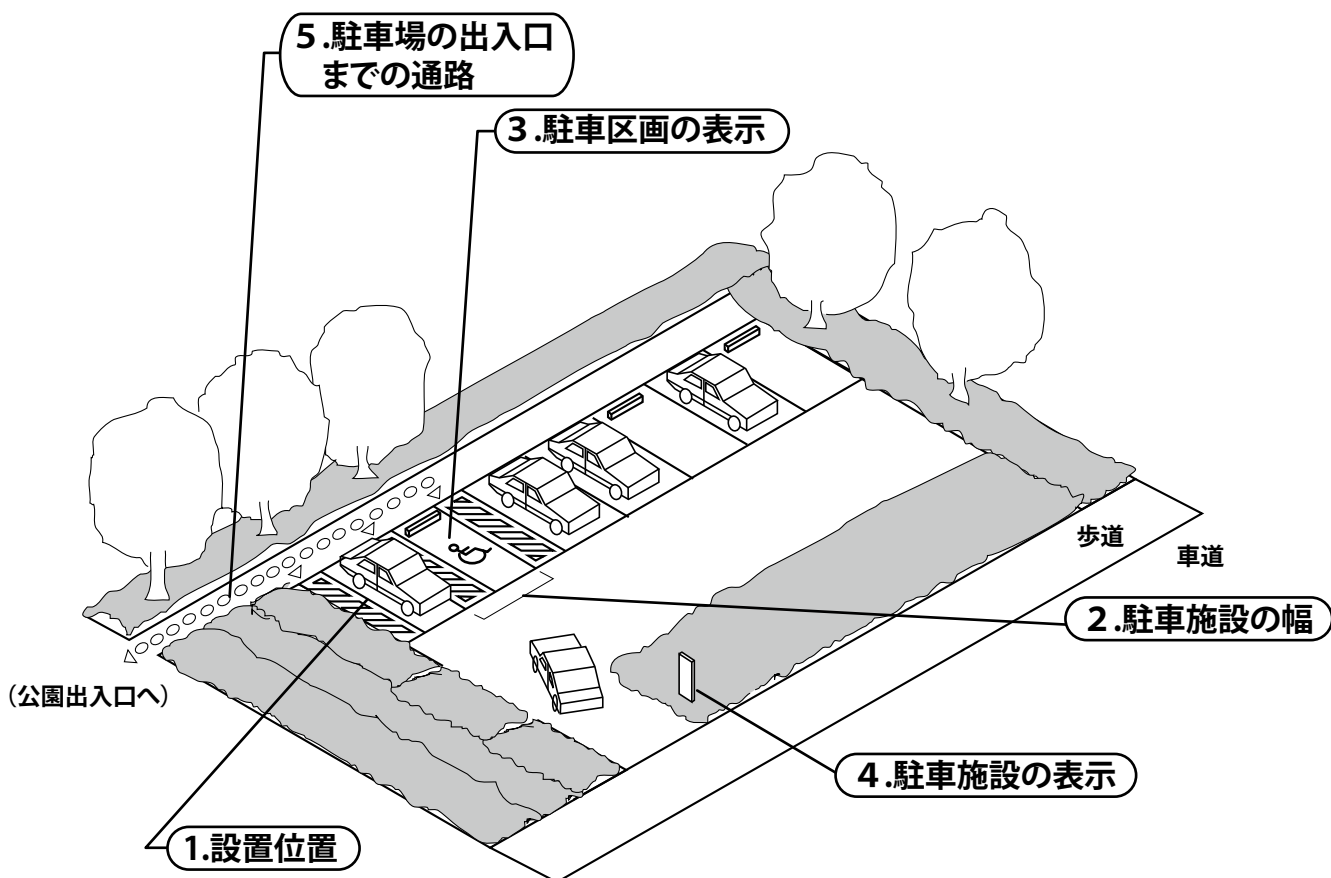 ５.駐車場の出入口
までの通路
３.駐車区画の表示
歩道
車道
２.駐車施設の幅
（公園出入口へ）
４.駐車施設の表示
1.設置位置